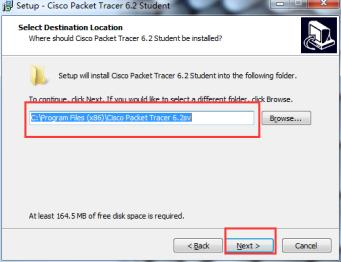 Setup - Cisco Packet Tracer 6.2 Student
Select Destination Location
Where should Cisco Packet Tracer 6.2 Student be installed?
Setup will install Cisco Packet Tracer 6.2 Student into the following folder.
To continue, click Next. If you would like to select a different folder, click Browse.
C:\Program Files (x86)\Cisco Packet Tracer 6.2sv
Browse...
At least 164.5 MB of free disk space is required.
< Back
Next >
Cancel